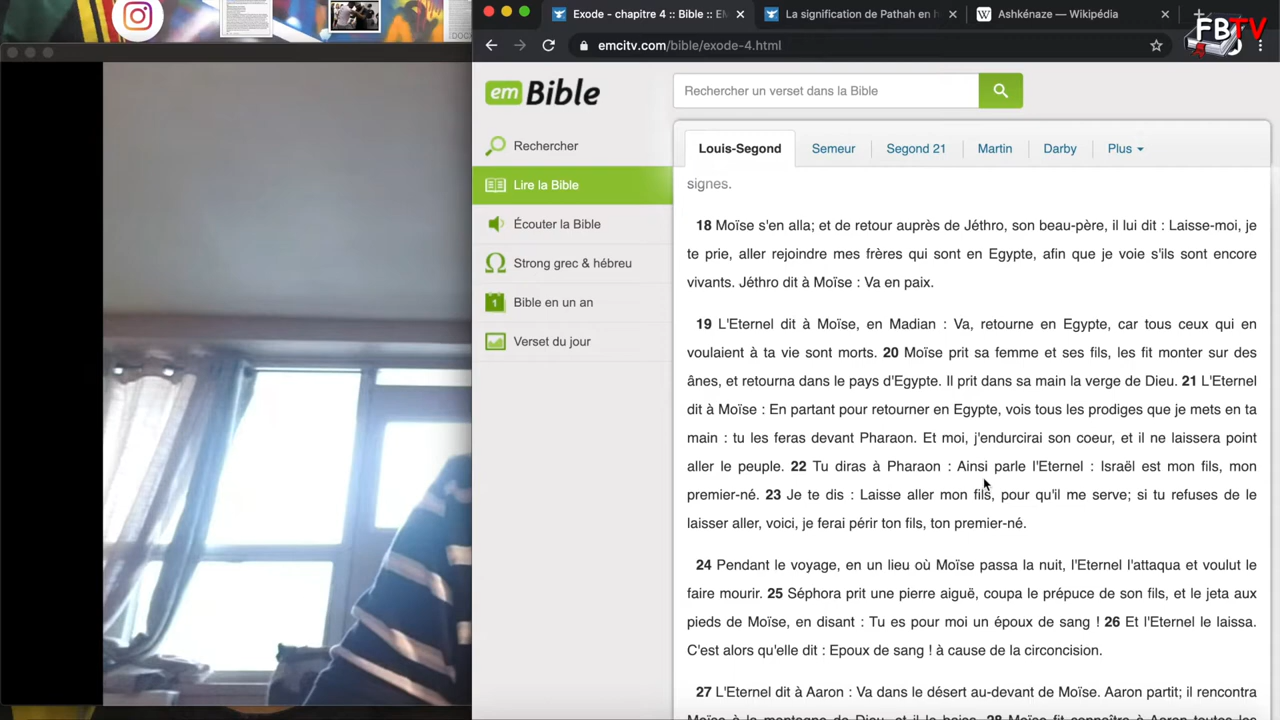 chapitre
FBTV
emcitv.com/bible/exode-4.html
em Bible
Rechercher un verset dans la Bible
Rechercher
Lire la Bible
Écouter la Bible
Strong grec & hébreu
1 Bible en un an
Verset du jour
Louis-Segond Semeur Segond 21 Martin Darby Plus
signes.
18 Moïse s'en alla; et de retour auprès de Jéthro, son beau-père, il lui dit : Laisse-moi, je
te prie, aller rejoindre mes frères qui sont en Egypte, afin que je voie s'ils sont encore
vivants. Jéthro dit à Moïse : Va en paix.
19 L'Eternel dit à Moïse, en Madian : Va, retourne en Egypte, car tous ceux qui en
voulaient à ta vie sont morts. 20 Moïse prit sa femme et ses fils, les fit monter sur des
ânes, et retourna dans le pays d'Egypte. Il prit dans sa main la verge de Dieu. 21 L'Eternel
dit à Moïse : En partant pour retourner en Egypte, vois tous les prodiges que je mets en ta
main : tu les feras devant Pharaon. Et moi, j'endurcirai son coeur, et il ne laissera point
aller le peuple. 22 Tu diras à Pharaon : Ainsi parle l'Eternel : Israël est mon fils, mon
premier-né. 23 Je te dis : Laisse aller mon fils, pour qu'il me serve; si tu refuses de le
laisser aller, voici, je ferai périr ton fils, ton premier-né.
24 Pendant le voyage, en un lieu où Moïse passa la nuit, l'Eternel l'attaqua et voulut le
faire mourir. 25 Séphora prit une pierre aiguë, coupa le prépuce de son fils, et le jeta aux
pieds de Moïse, en disant : Tu es pour moi un époux de sang ! 26 Et l'Eternel le laissa.
C'est alors qu'elle dit : Epoux de sang ! à cause de la circoncision.
27 L'Eternel dit à Aaron : Va dans le désert au-devant de Moïse. Aaron partit; il rencontra
Moïse à la montagne de Dieu, et il le baisa. 28 Moïse fit connaître à Aaron toutes les